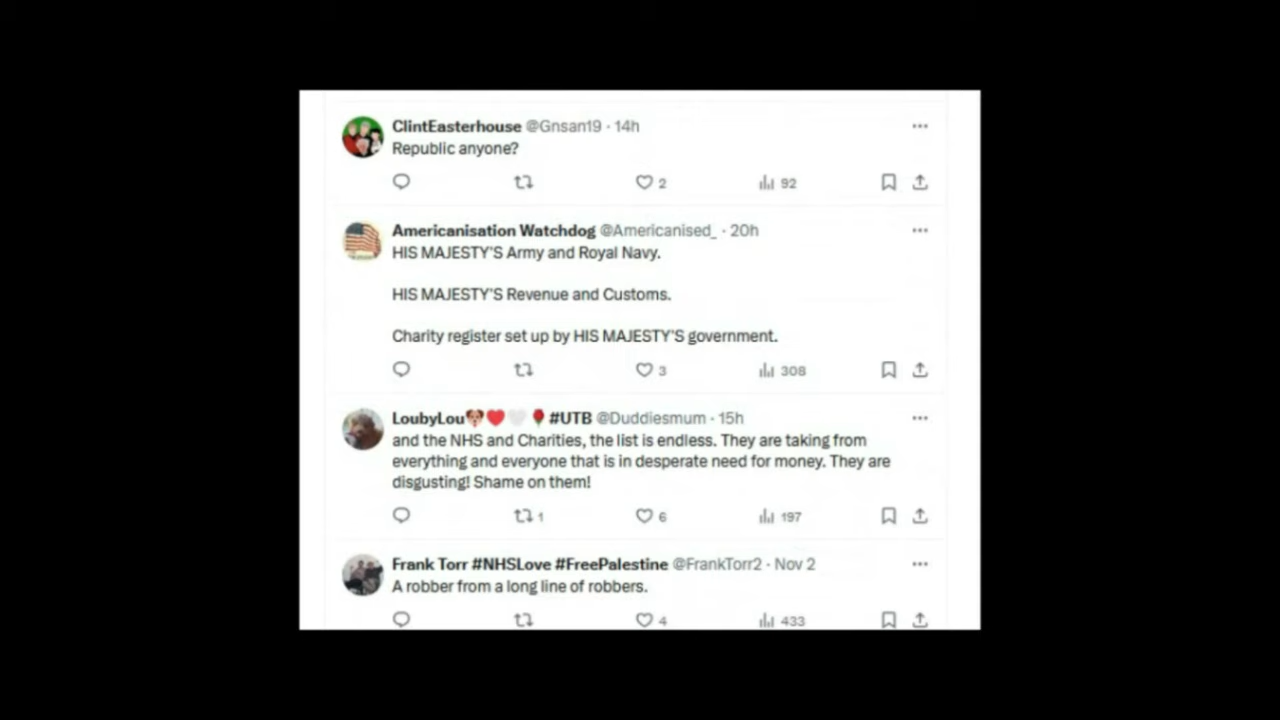 ClintEasterhouse @Gnsan19 · 14h
Republic anyone?
2 92
Americanisation Watchdog @Americanised_ · 20h
HIS MAJESTY'S Army and Royal Navy.
HIS MAJESTY'S Revenue and Customs.
Charity register set up by HIS MAJESTY'S government.
3 308
LoubyLou🐶❤️🤍🌹#UTB @Duddiesmum · 15h
and the NHS and Charities, the list is endless. They are taking from
everything and everyone that is in desperate need for money. They are
disgusting! Shame on them!
1 6 197
Frank Torr #NHSLove #FreePalestine @FrankTorr2 · Nov 2
A robber from a long line of robbers.
4 433